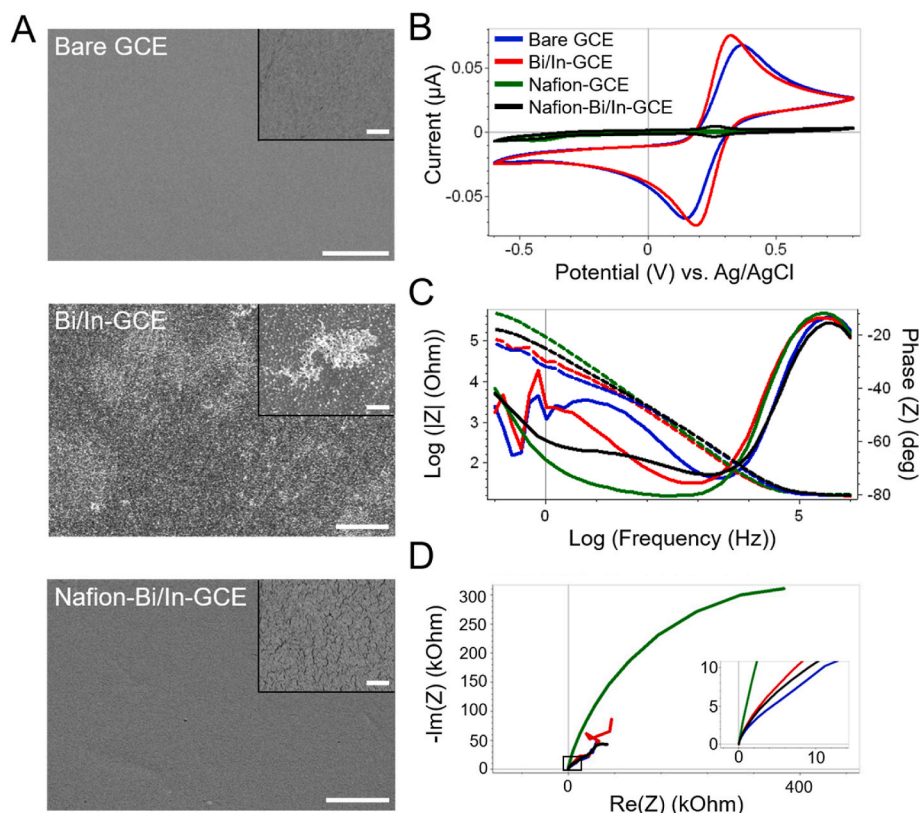 A
Bare GCE
Bi/In-GCE
Nafion-Bi/In-GCE
B
Bare GCE
Bi/In-GCE
Nafion-GCE
Nafion-Bi/In-GCE
Current (µA)
0.05
0
-0.05
-0.6
0
0.6
Potential (V) vs. Ag/AgCl
C
Log (|Z| (Ohm))
5
4
3
2
Phase (Z) (deg)
-20
-40
-60
-80
0
5
Log (Frequency (Hz))
D
-Im(Z) (kOhm)
300
250
200
150
100
50
0
0
400
Re(Z) (kOhm)
10
5
0
0
10